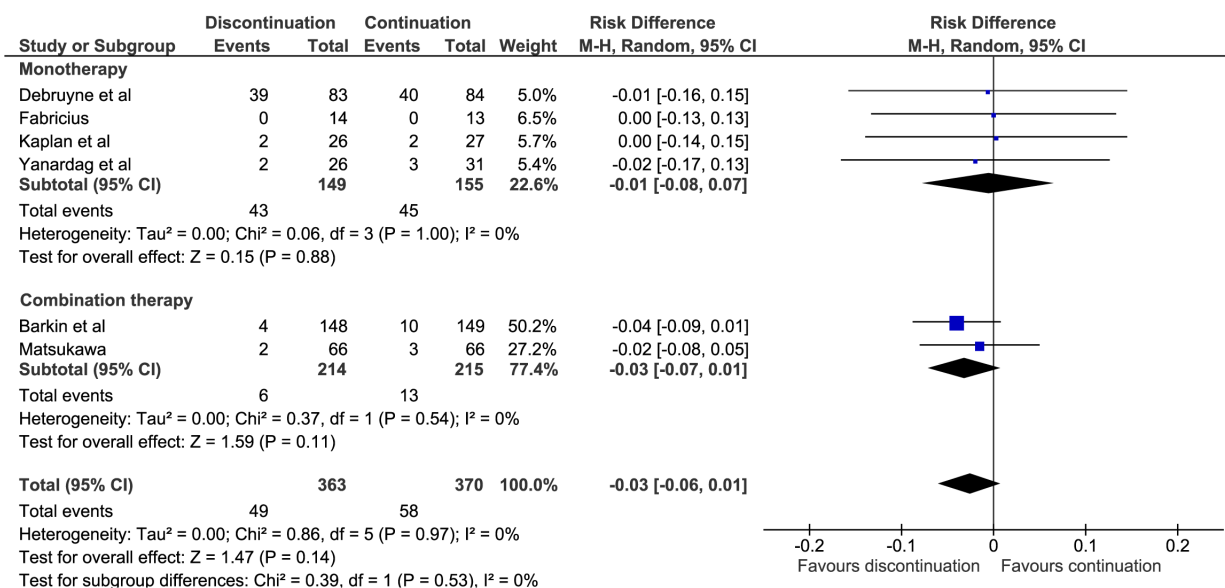 Discontinuation Continuation Risk Difference Risk Difference
Study or Subgroup Events Total Events Total Weight M-H, Random, 95% CI M-H, Random, 95% CI
Monotherapy
Debruyne et al 39 83 40 84 5.0% -0.01 [-0.16, 0.15]
Fabricius 0 14 0 13 6.5% 0.00 [-0.13, 0.13]
Kaplan et al 2 26 2 27 5.7% 0.00 [-0.14, 0.15]
Yanardag et al 2 26 3 31 5.4% -0.02 [-0.17, 0.13]
Subtotal (95% CI) 149 155 22.6% -0.01 [-0.08, 0.07]
Total events 43 45
Heterogeneity: Tau² = 0.00; Chi² = 0.06, df = 3 (P = 1.00); I² = 0%
Test for overall effect: Z = 0.15 (P = 0.88)
Combination therapy
Barkin et al 4 148 10 149 50.2% -0.04 [-0.09, 0.01]
Matsukawa 2 66 3 66 27.2% -0.02 [-0.08, 0.05]
Subtotal (95% CI) 214 215 77.4% -0.03 [-0.07, 0.01]
Total events 6 13
Heterogeneity: Tau² = 0.00; Chi² = 0.37, df = 1 (P = 0.54); I² = 0%
Test for overall effect: Z = 1.59 (P = 0.11)
Total (95% CI) 363 370 100.0% -0.03 [-0.06, 0.01]
Total events 49 58
Heterogeneity: Tau² = 0.00; Chi² = 0.86, df = 5 (P = 0.97); I² = 0%
Test for overall effect: Z = 1.47 (P = 0.14)
Test for subgroup differences: Chi² = 0.39, df = 1 (P = 0.53), I² = 0%
-0.2 -0.1 0 0.1 0.2
Favours discontinuation Favours continuation